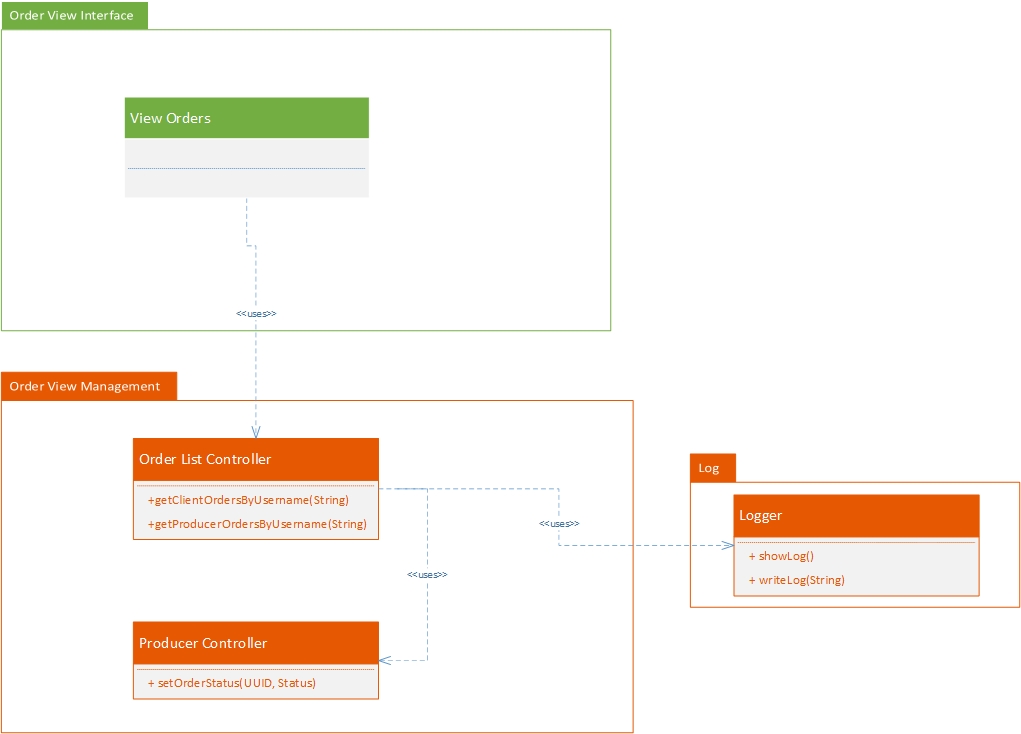 Order View Interface
View Orders
<<uses>>
Order View Management
Order List Controller
+getClientOrdersByUsername(String)
+getProducerOrdersByUsername(String)
<<uses>>
<<uses>>
Log
Logger
+ showLog()
+ writeLog(String)
Producer Controller
+ setOrderStatus(UUID, Status)